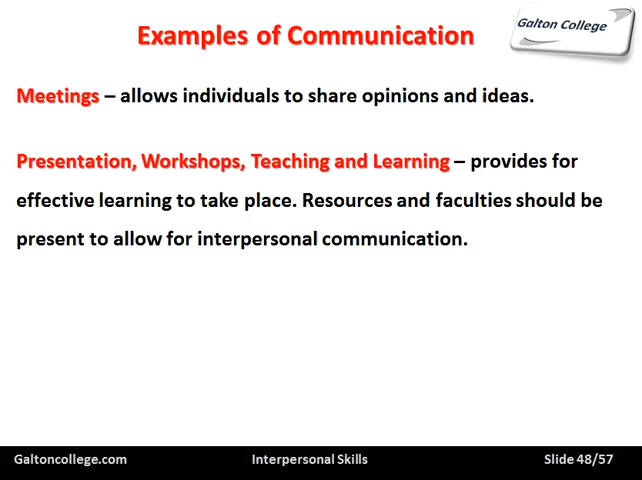 Examples of Communication
Galton College
Meetings – allows individuals to share opinions and ideas.
Presentation, Workshops, Teaching and Learning – provides for
effective learning to take place. Resources and faculties should be
present to allow for interpersonal communication.
Galtoncollege.com
Interpersonal Skills
Slide 48/57